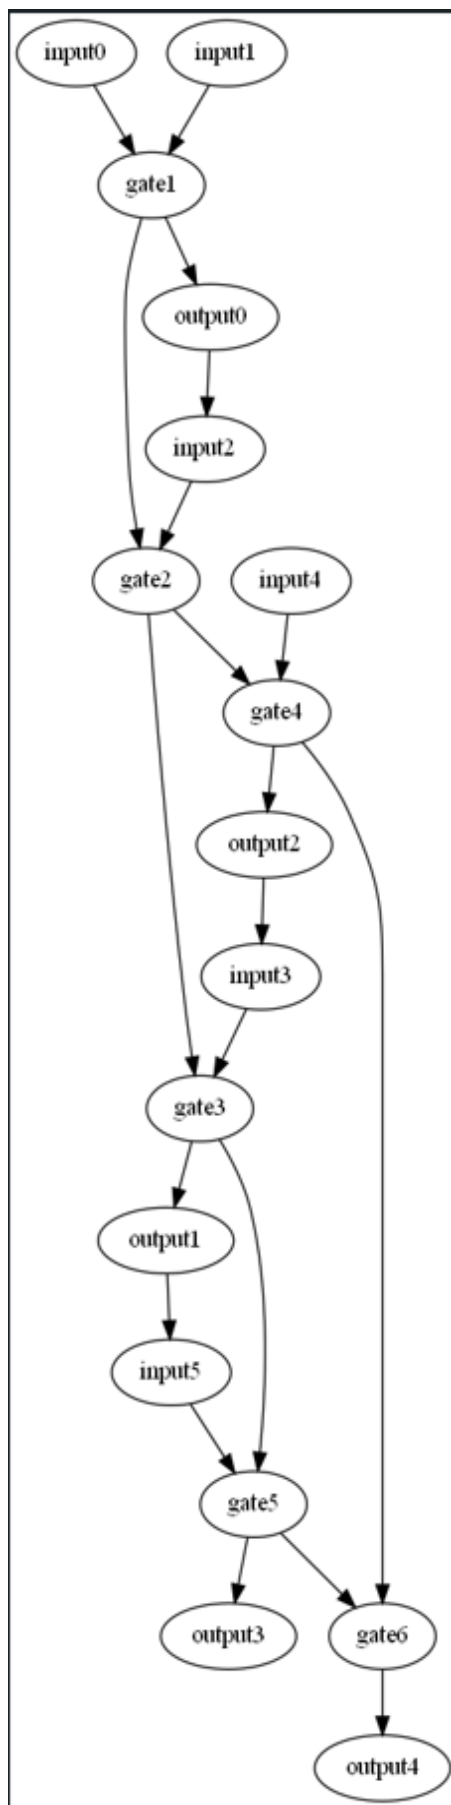 input0
input1
gate1
output0
input2
gate2
input4
gate4
output2
input3
gate3
output1
input5
gate5
output3
gate6
output4